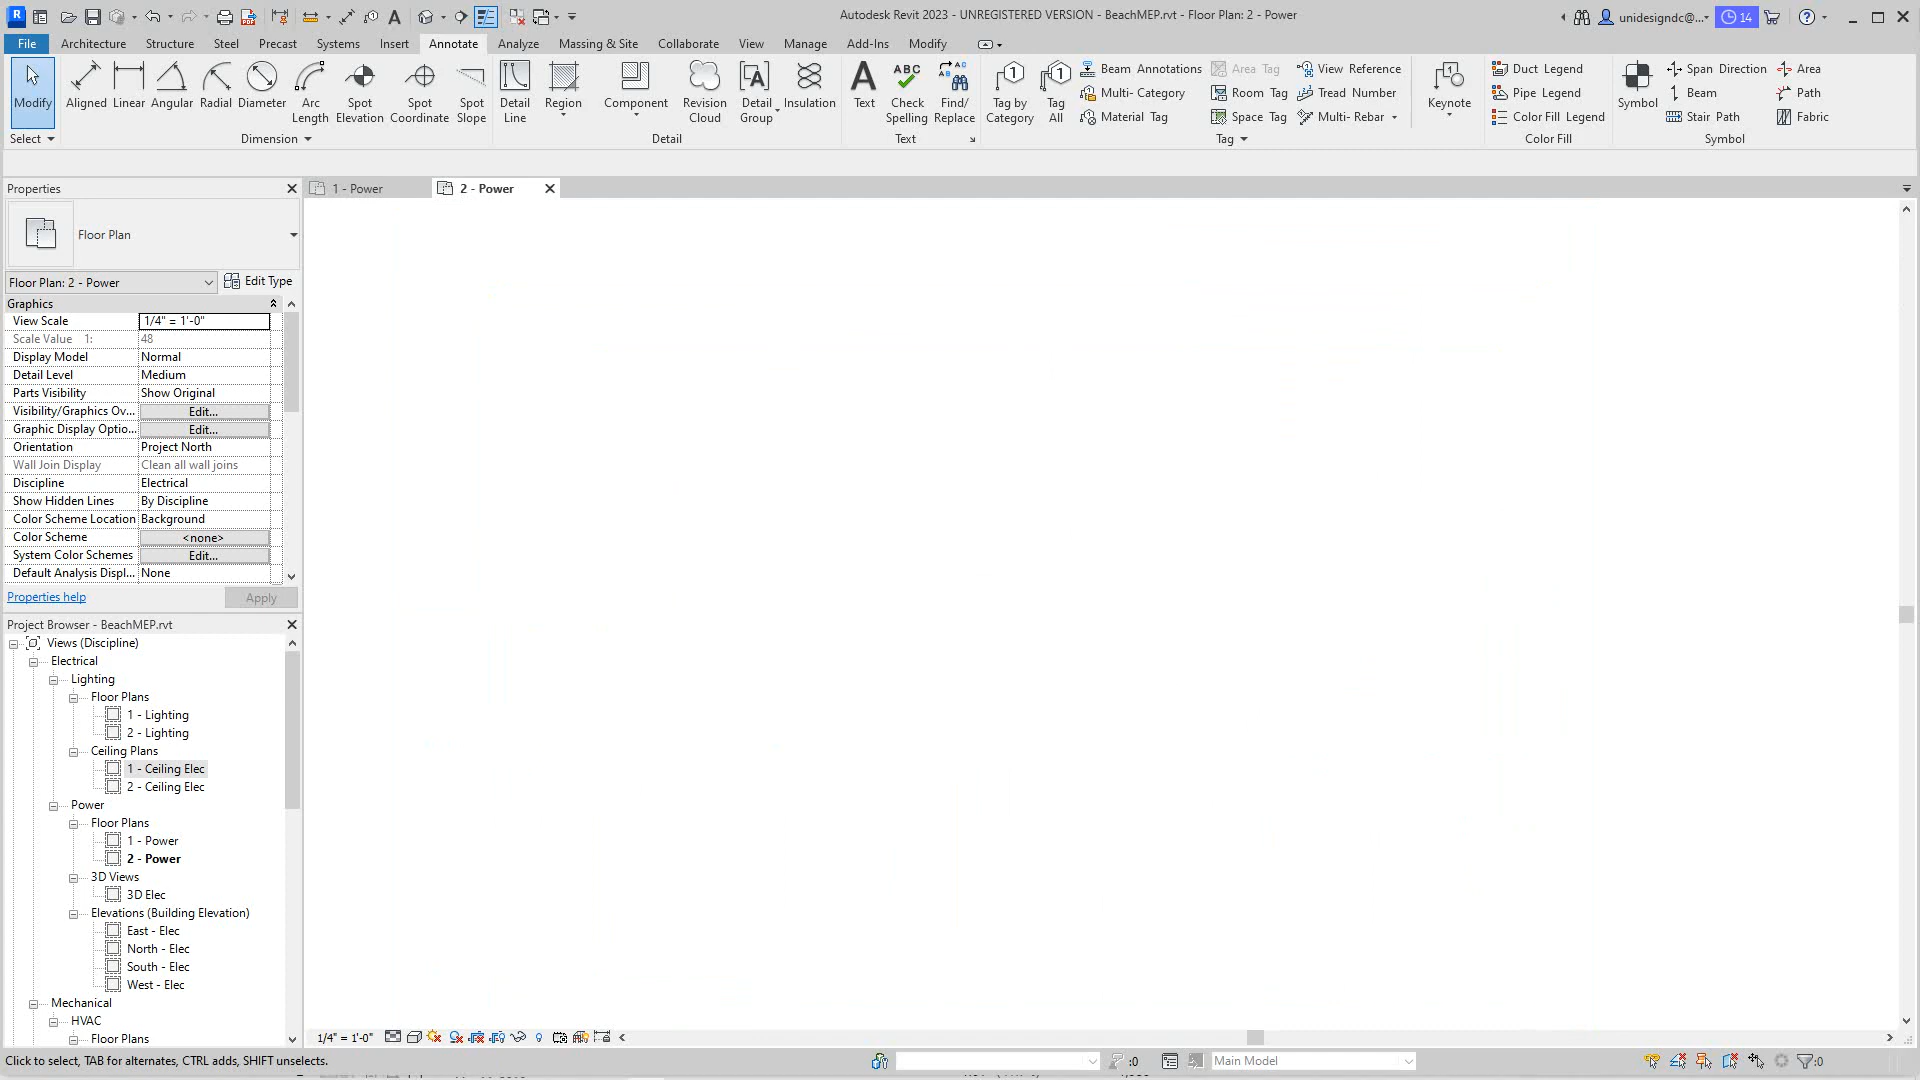 Autodesk Revit 2023 - UNREGISTERED VERSION - BeachMEP.rvt - Floor Plan: 2 - Power
unidesigndc@...
14
File
Architecture
Structure
Steel
Precast
Systems
Insert
Annotate
Analyze
Massing & Site
Collaborate
View
Manage
Add-Ins
Modify
Modify
Aligned
Linear
Angular
Radial
Diameter
Arc
Length
Spot
Elevation
Spot
Coordinate
Spot
Slope
Detail
Line
Region
Component
Revision
Cloud
Detail
Group
Insulation
Text
ABC
Check
Spelling
Find/
Replace
Tag by
Category
Tag
All
Beam Annotations
Multi- Category
Material Tag
Area Tag
Room Tag
Space Tag
View Reference
Tread Number
Multi- Rebar
Keynote
Duct Legend
Pipe Legend
Color Fill Legend
Symbol
Span Direction
Beam
Stair Path
Area
Path
Fabric
Select
Dimension
Detail
Text
Tag
Color Fill
Symbol
Properties
1 - Power
2 - Power
Floor Plan
Floor Plan: 2 - Power
Edit Type
Graphics
View Scale 1/4" = 1'-0"
Scale Value 1: 48
Display Model Normal
Detail Level Medium
Parts Visibility Show Original
Visibility/Graphics Ov... Edit...
Graphic Display Optio... Edit...
Orientation Project North
Wall Join Display Clean all wall joins
Discipline Electrical
Show Hidden Lines By Discipline
Color Scheme Location Background
Color Scheme <none>
System Color Schemes Edit...
Default Analysis Displ... None
Properties help
Apply
Project Browser - BeachMEP.rvt
Views (Discipline)
Electrical
Lighting
Floor Plans
1 - Lighting
2 - Lighting
Ceiling Plans
1 - Ceiling Elec
2 - Ceiling Elec
Power
Floor Plans
1 - Power
2 - Power
3D Views
3D Elec
Elevations (Building Elevation)
East - Elec
North - Elec
South - Elec
West - Elec
Mechanical
HVAC
Floor Plans
1/4" = 1'-0"
Click to select, TAB for alternates, CTRL adds, SHIFT unselects.
:0
Main Model
:0